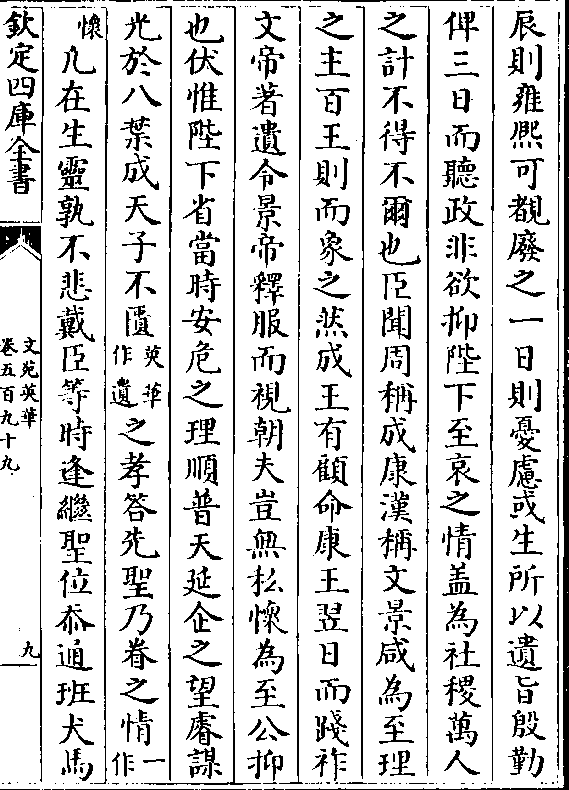 辰則雍熈可覩廢之一日則憂慮或生所以遺旨殷勤
俾三日而聽政非欲抑陛下至哀之情盖為社稷萬人
之計不得不爾也臣聞周稱成康漢稱文景咸為至理
之主百王則而象之然成王有顧命康王翌日而踐祚
文帝著遺令景帝釋服而視朝夫豈無私懷為至公抑
也伏惟陛下省當時安危之理順普天延企之望睿謀
光於八葉成天子不匱英華作遺之孝答先聖乃眷之情一作
懷凢在生靈孰不悲戴臣等時逢繼聖位忝通班犬馬
欽定四庫全書
文苑英華
卷五百九十九
九